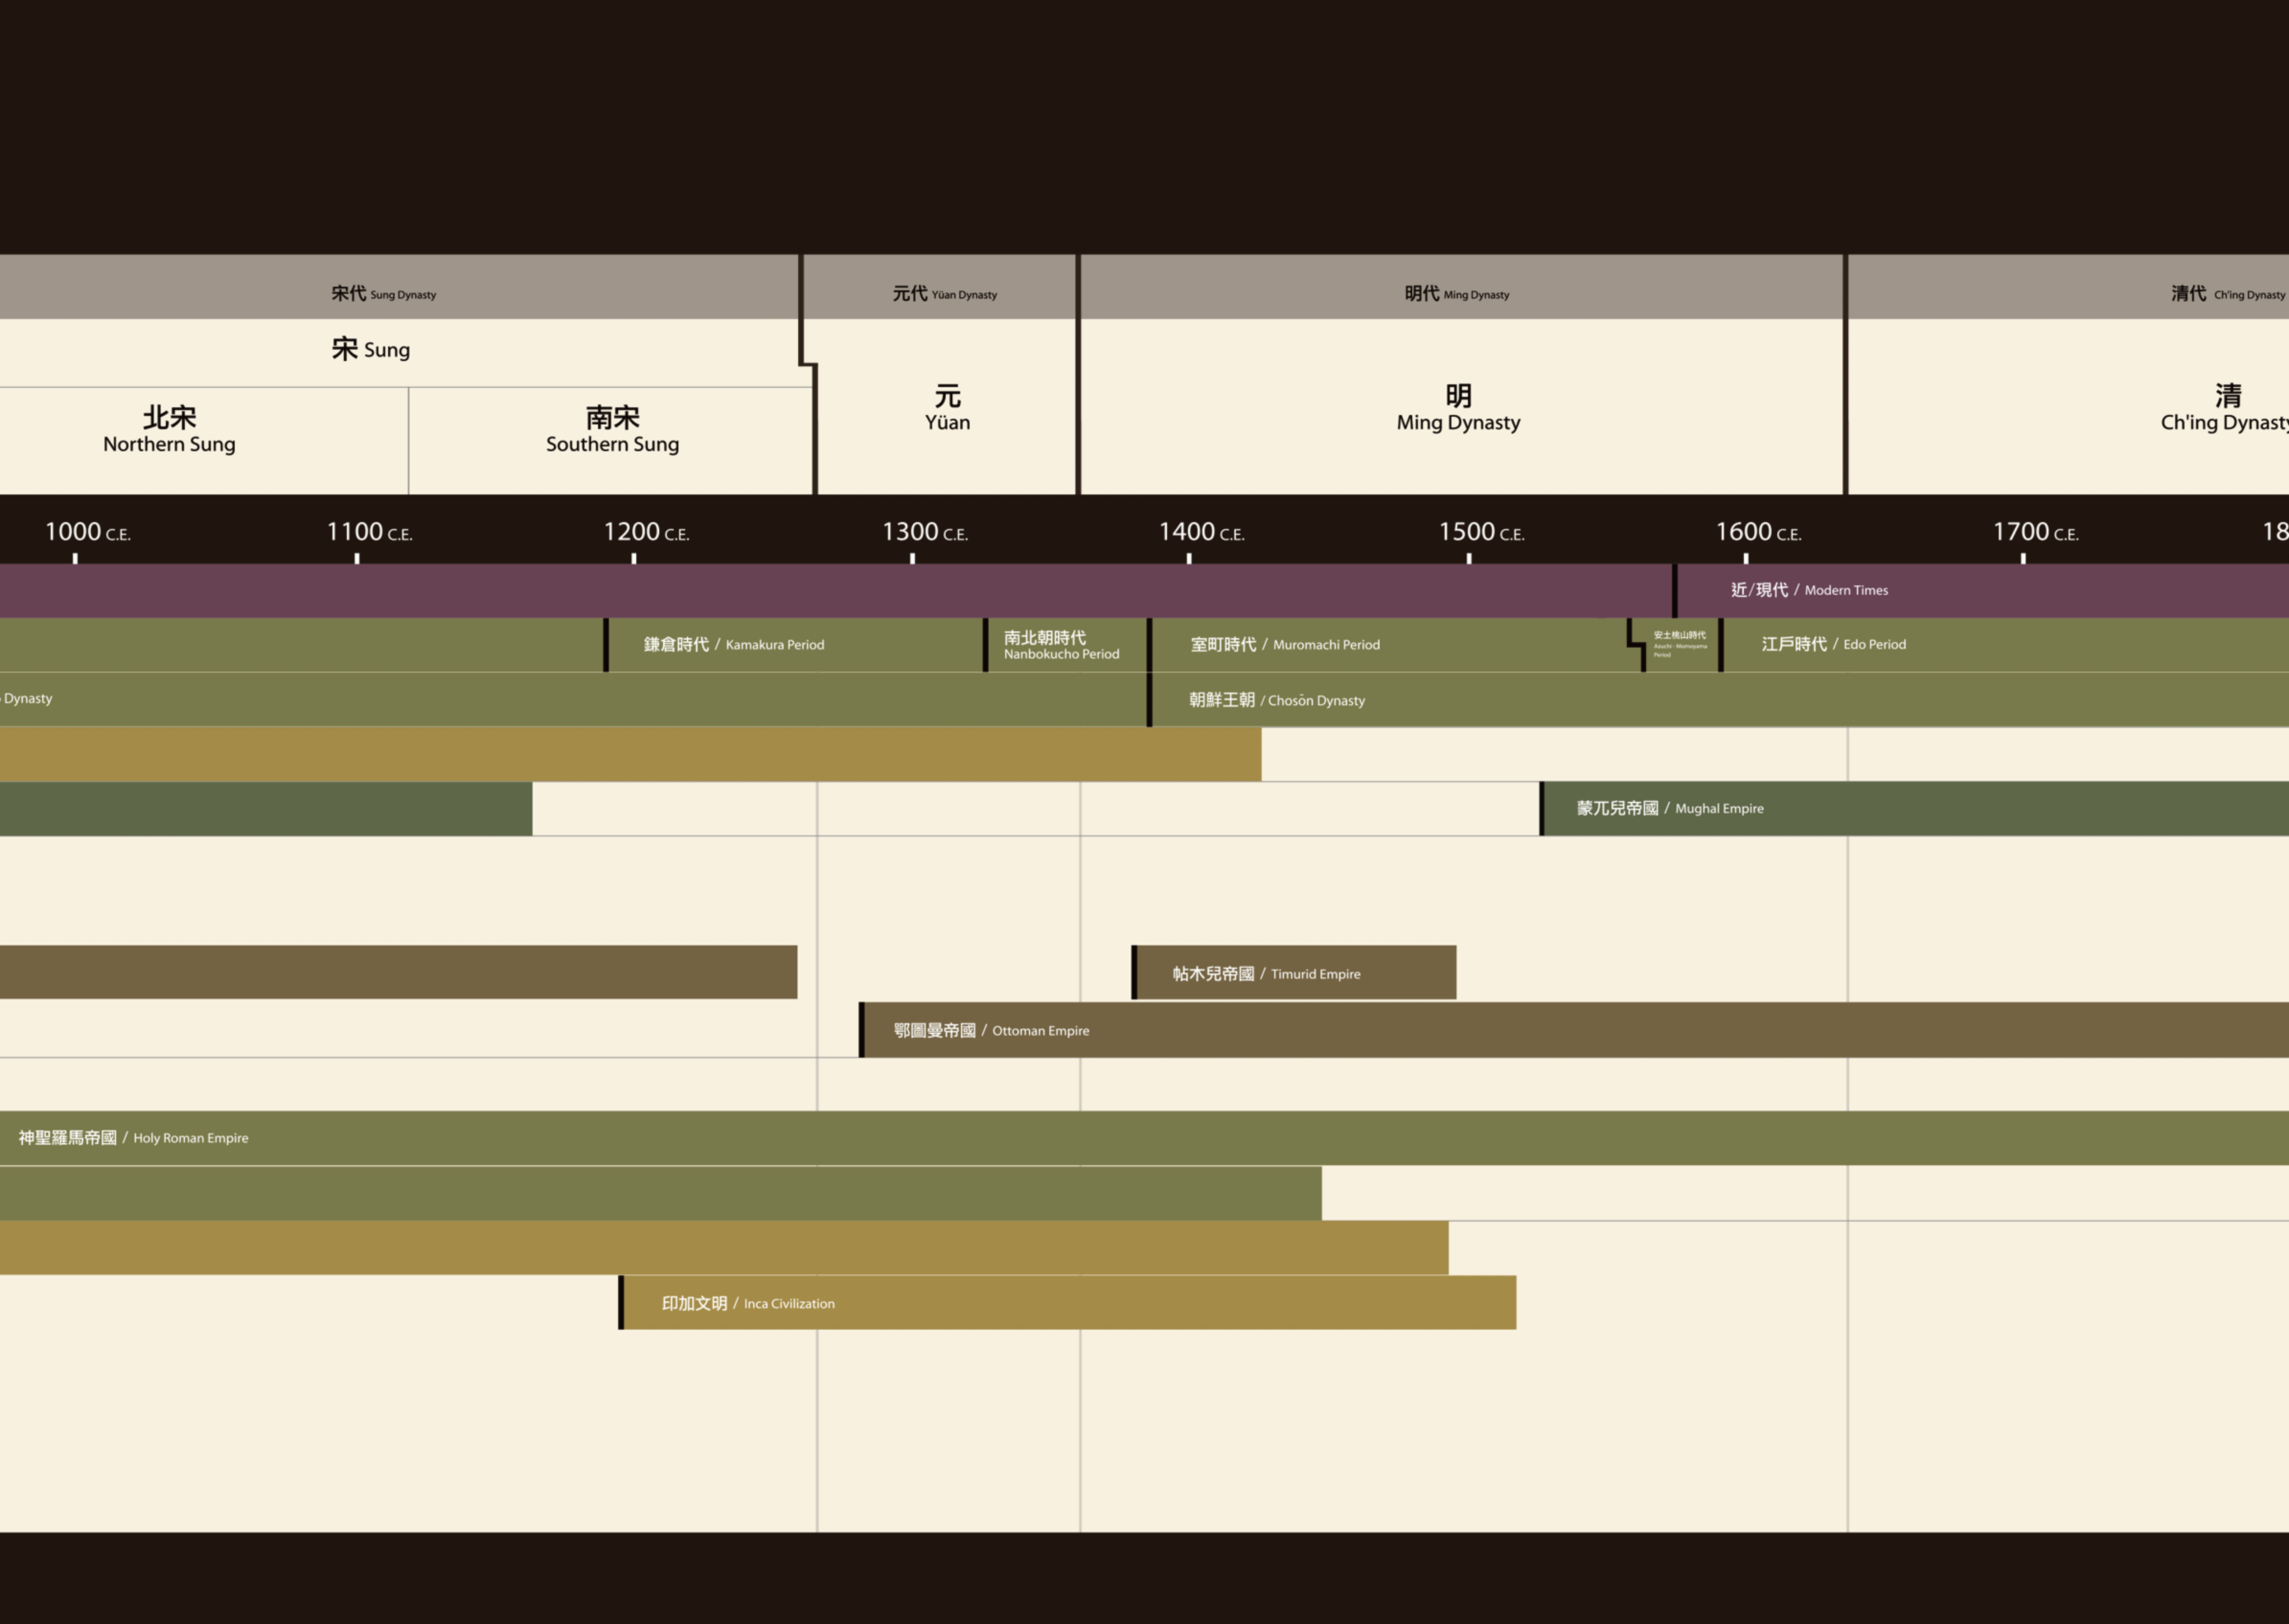 宋代 Sung Dynasty
元代 Yüan Dynasty
明代 Ming Dynasty
清代 Ch'ing Dynasty
宋 Sung
北宋
Northern Sung
南宋
Southern Sung
元
Yüan
明
Ming Dynasty
清
Ch'ing Dynasty
1000 C.E.
1100 C.E.
1200 C.E.
1300 C.E.
1400 C.E.
1500 C.E.
1600 C.E.
1700 C.E.
18
近/現代 / Modern Times
鎌倉時代 / Kamakura Period
南北朝時代
Nanbokucho Period
室町時代 / Muromachi Period
安土桃山時代
Azuchi - Momoyama
Period
江戶時代 / Edo Period
Dynasty
朝鮮王朝 / Chosōn Dynasty
蒙兀兒帝國 / Mughal Empire
帖木兒帝國 / Timurid Empire
鄂圖曼帝國 / Ottoman Empire
神聖羅馬帝國 / Holy Roman Empire
印加文明 / Inca Civilization